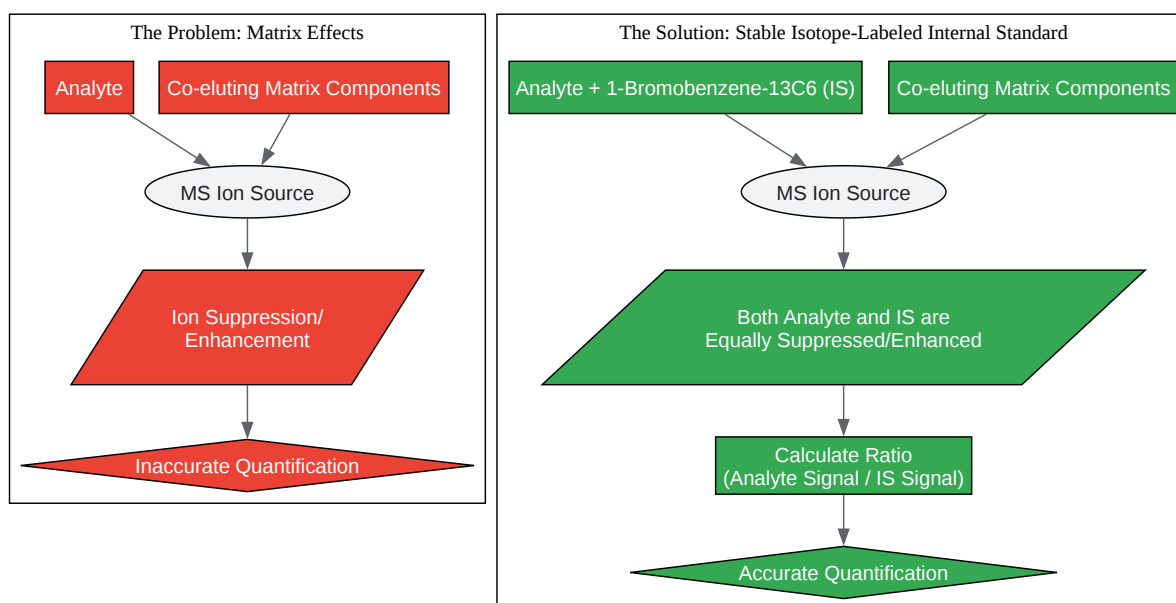 The Problem: Matrix Effects
Analyte
Co-eluting Matrix Components
MS Ion Source
Ion Suppression/
Enhancement
Inaccurate Quantification
The Solution: Stable Isotope-Labeled Internal Standard
Analyte + 1-Bromobenzene-13C6 (IS)
Co-eluting Matrix Components
MS Ion Source
Both Analyte and IS are
Equally Suppressed/Enhanced
Calculate Ratio
(Analyte Signal / IS Signal)
Accurate Quantification